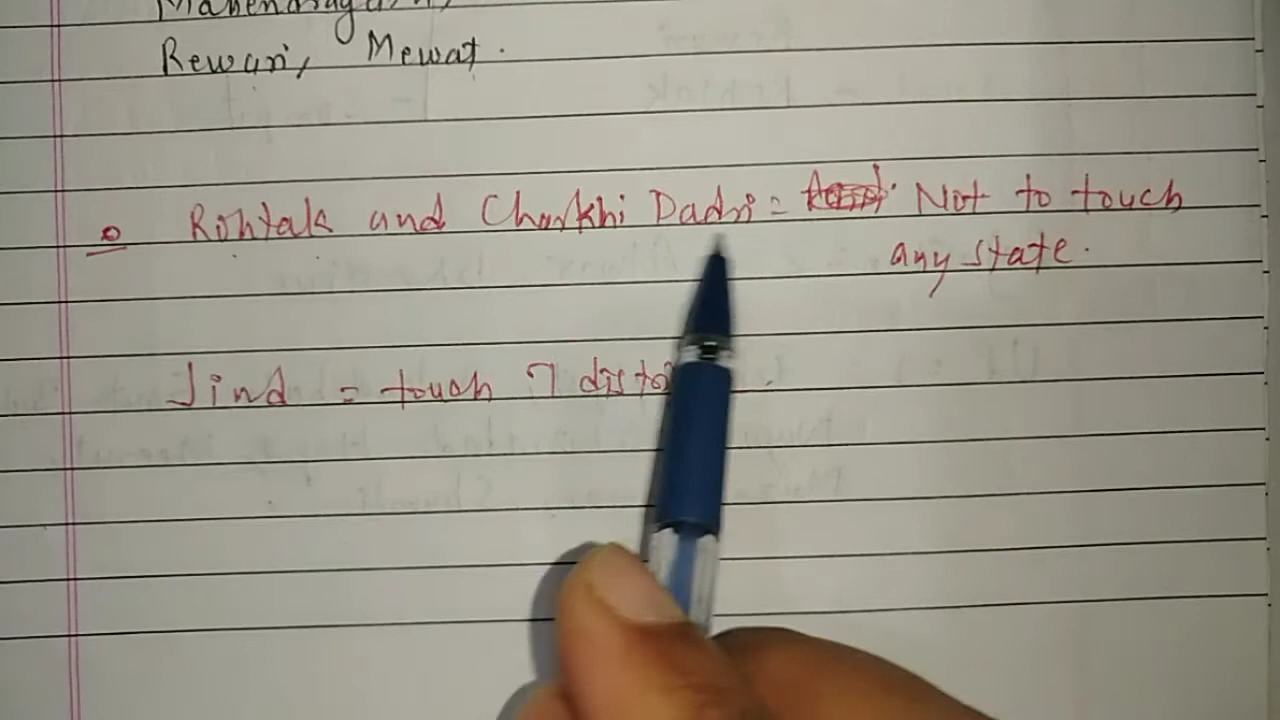 Rewari, Mewat.
Rohtak and Charkhi Dadri = Not to touch
any state.
Jind = touch 7